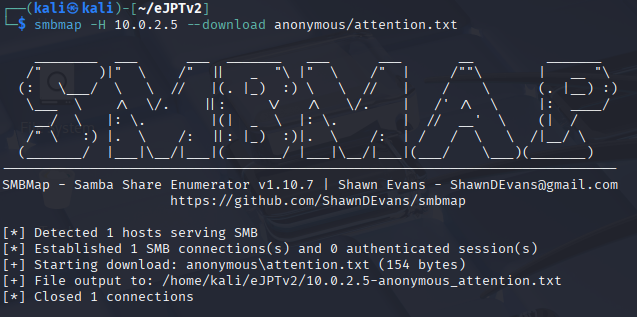 ┌──(kali㉿kali)-[~/eJPTv2]
└─$ smbmap -H 10.0.2.5 --download anonymous/attention.txt
SMBMAP
SMBMap - Samba Share Enumerator v1.10.7 | Shawn Evans - ShawnDEvans@gmail.com
https://github.com/ShawnDEvans/smbmap
[*] Detected 1 hosts serving SMB
[*] Established 1 SMB connections(s) and 0 authenticated session(s)
[+] Starting download: anonymous\attention.txt (154 bytes)
[+] File output to: /home/kali/eJPTv2/10.0.2.5-anonymous_attention.txt
[*] Closed 1 connections